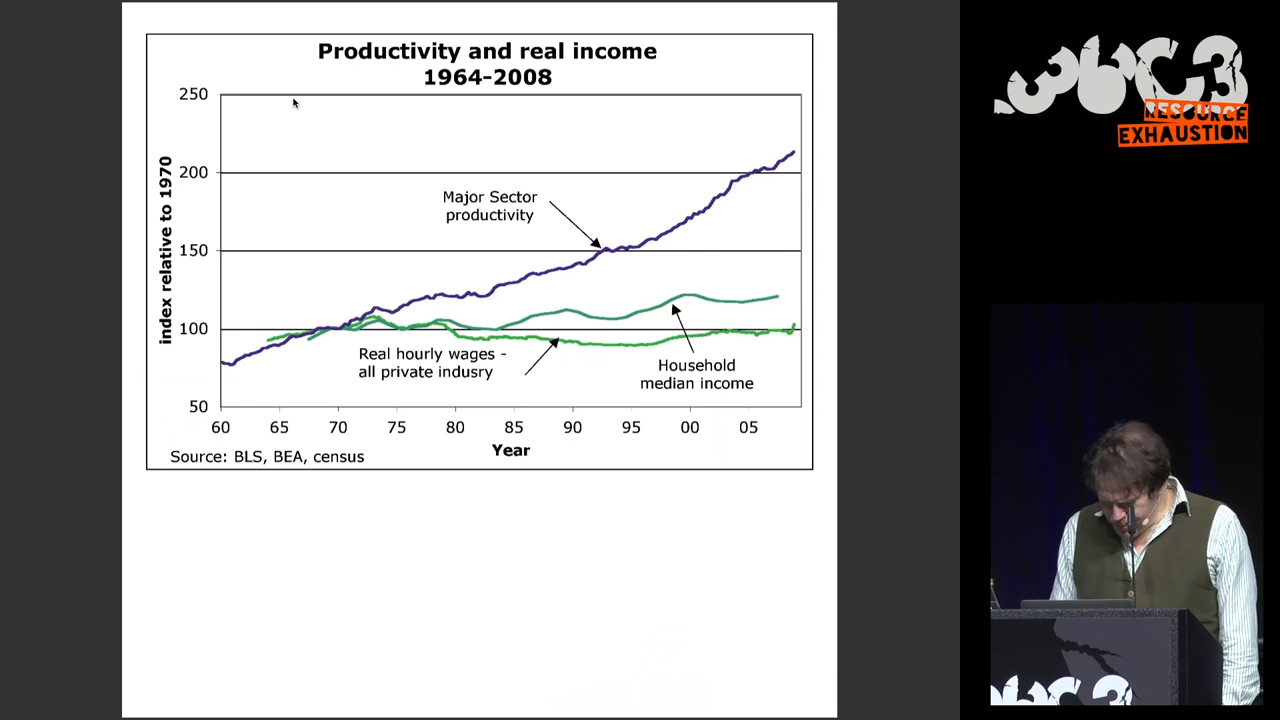 Productivity and real income
1964-2008
250
200
150
100
50
index relative to 1970
Major Sector
productivity
Real hourly wages -
all private indusry
Household
median income
60 65 70 75 80 85 90 95 00 05
Year
Source: BLS, BEA, census
36C3
RESOURCE
EXHAUSTION
36C3